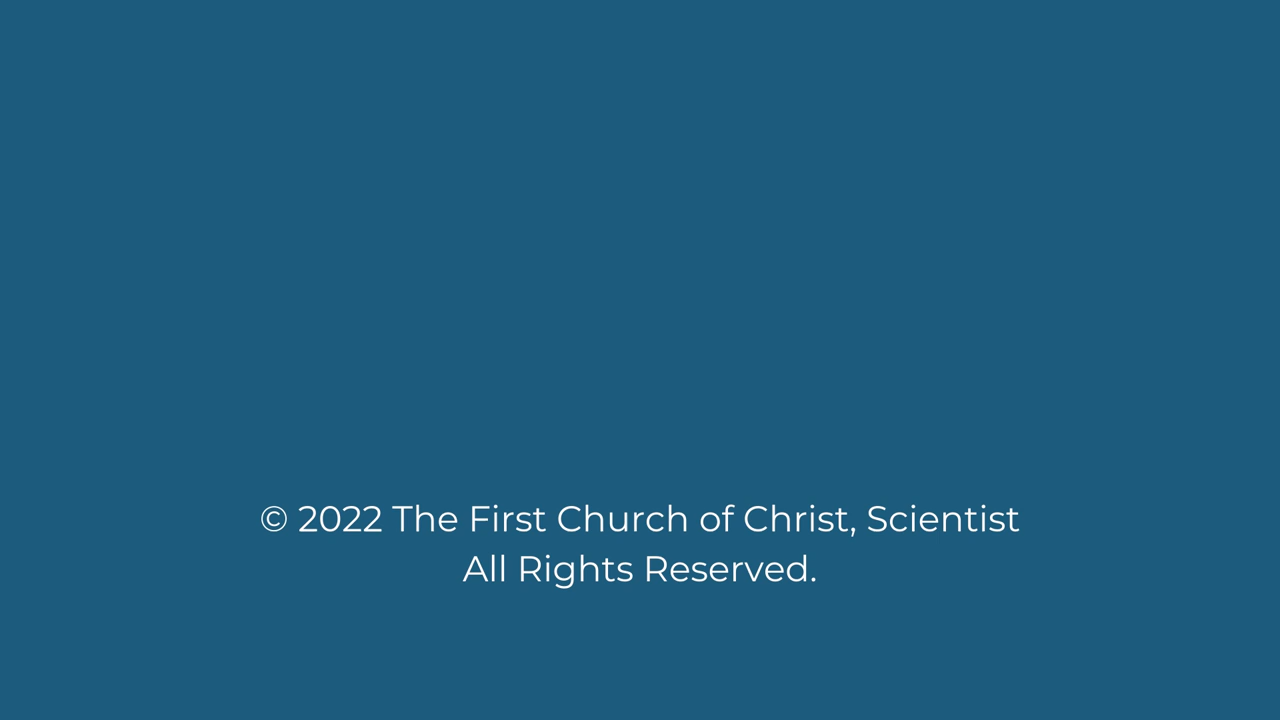 © 2022 The First Church of Christ, Scientist
All Rights Reserved.